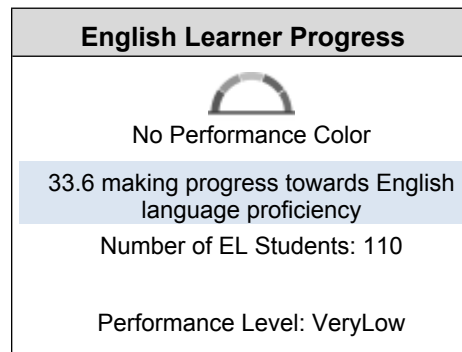 English Learner Progress
No Performance Color
33.6 making progress towards English
language proficiency
Number of EL Students: 110
Performance Level: VeryLow